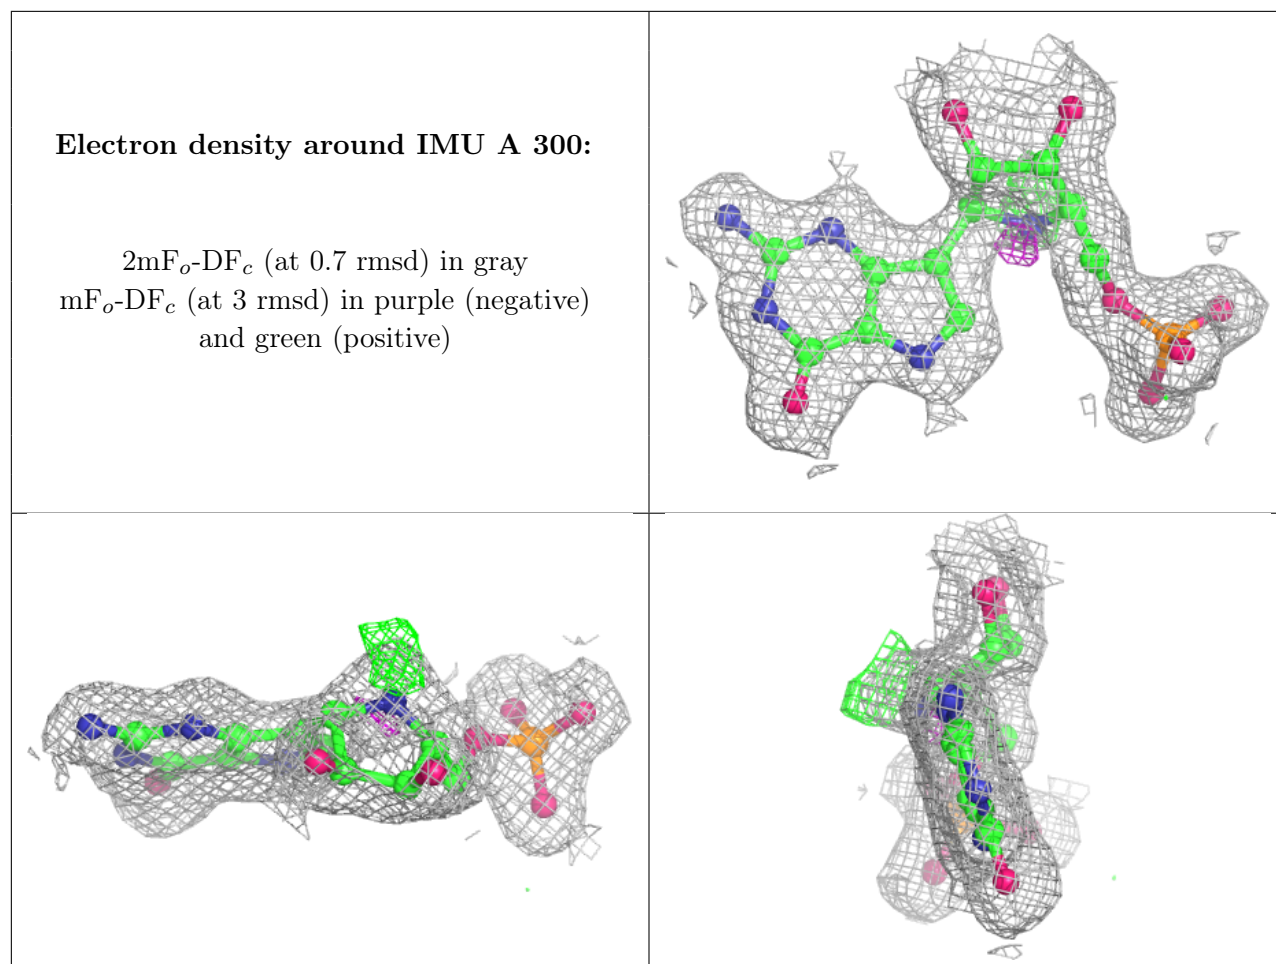 Electron density around IMU A 300:
2mFo-DFc (at 0.7 rmsd) in gray
mFo-DFc (at 3 rmsd) in purple (negative)
and green (positive)